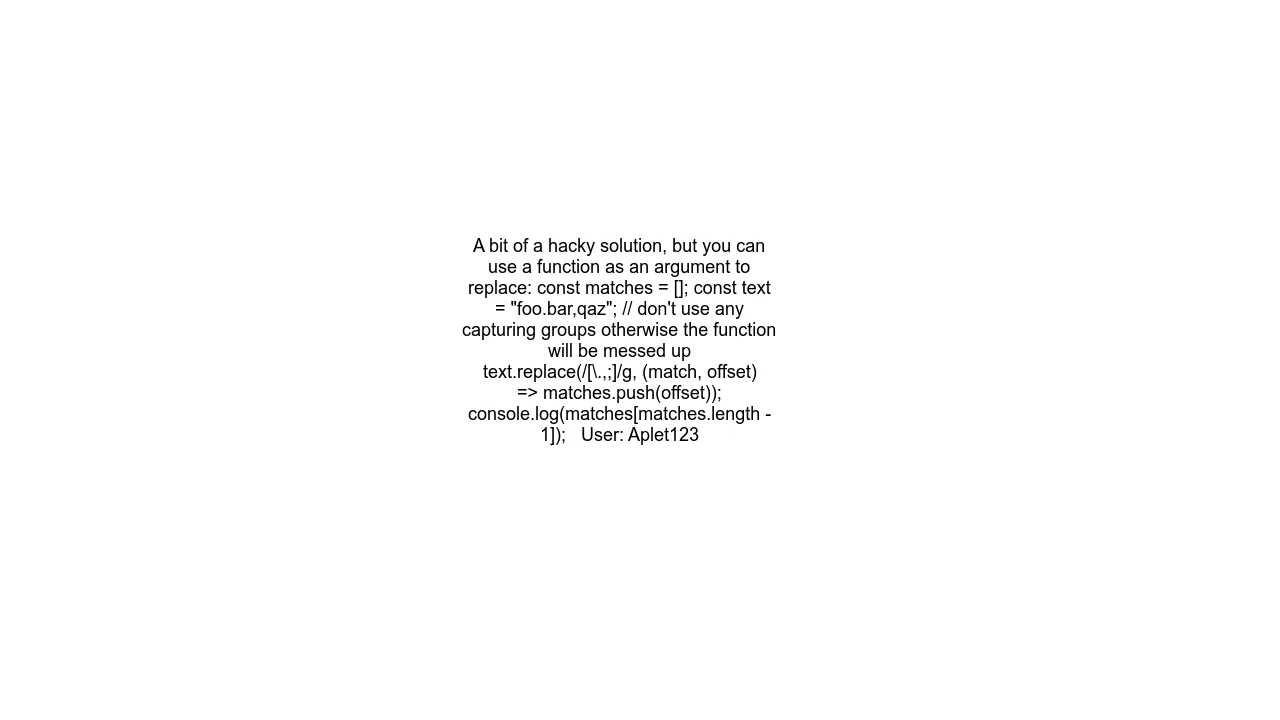 A bit of a hacky solution, but you can
use a function as an argument to
replace: const matches = []; const text
= "foo.bar,qaz"; // don't use any
capturing groups otherwise the function
will be messed up
text.replace(/[\.,;]/g, (match, offset)
=> matches.push(offset));
console.log(matches[matches.length -
1]);   User: Aplet123